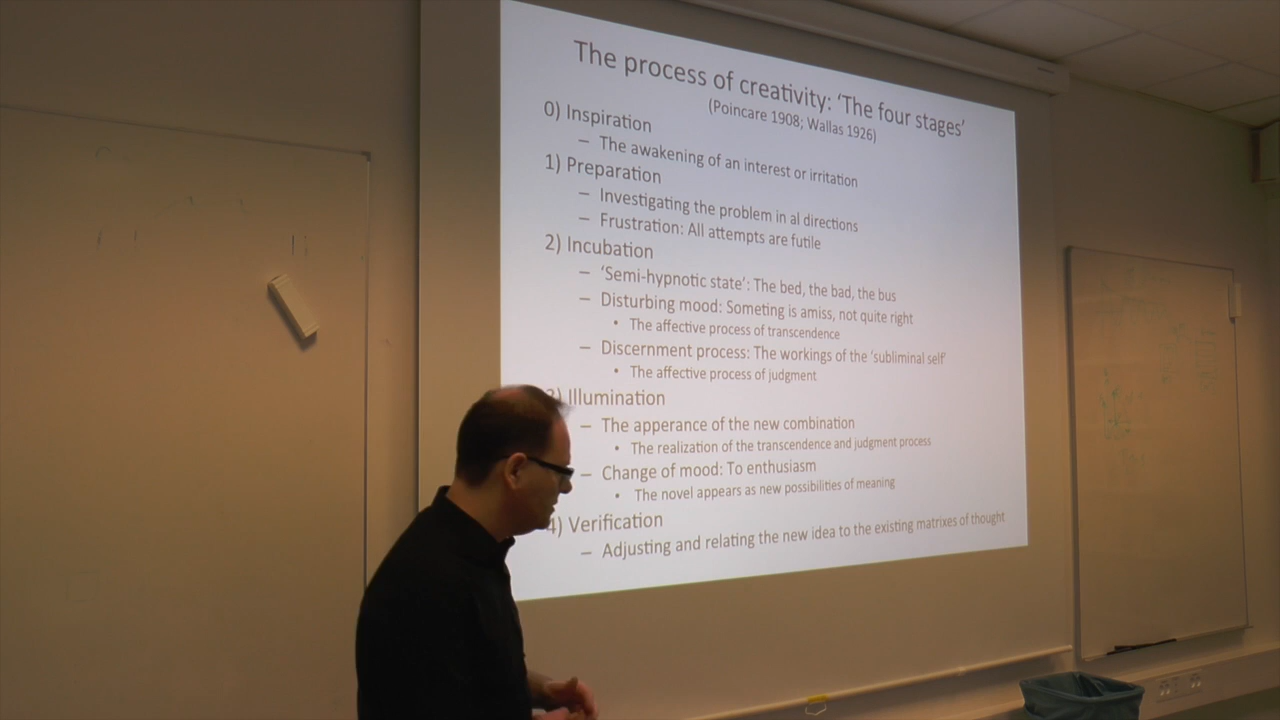 The process of creativity: ‘The four stages’
(Poincare 1908; Wallas 1926)
0) Inspiration
– The awakening of an interest or irritation
1) Preparation
– Investigating the problem in al directions
– Frustration: All attempts are futile
2) Incubation
– ‘Semi-hypnotic state’: The bed, the bad, the bus
– Disturbing mood: Someting is amiss, not quite right
• The affective process of transcendence
– Discernment process: The workings of the ‘subliminal self’
• The affective process of judgment
3) Illumination
– The apperance of the new combination
• The realization of the transcendence and judgment process
– Change of mood: To enthusiasm
• The novel appears as new possibilities of meaning
4) Verification
– Adjusting and relating the new idea to the existing matrixes of thought